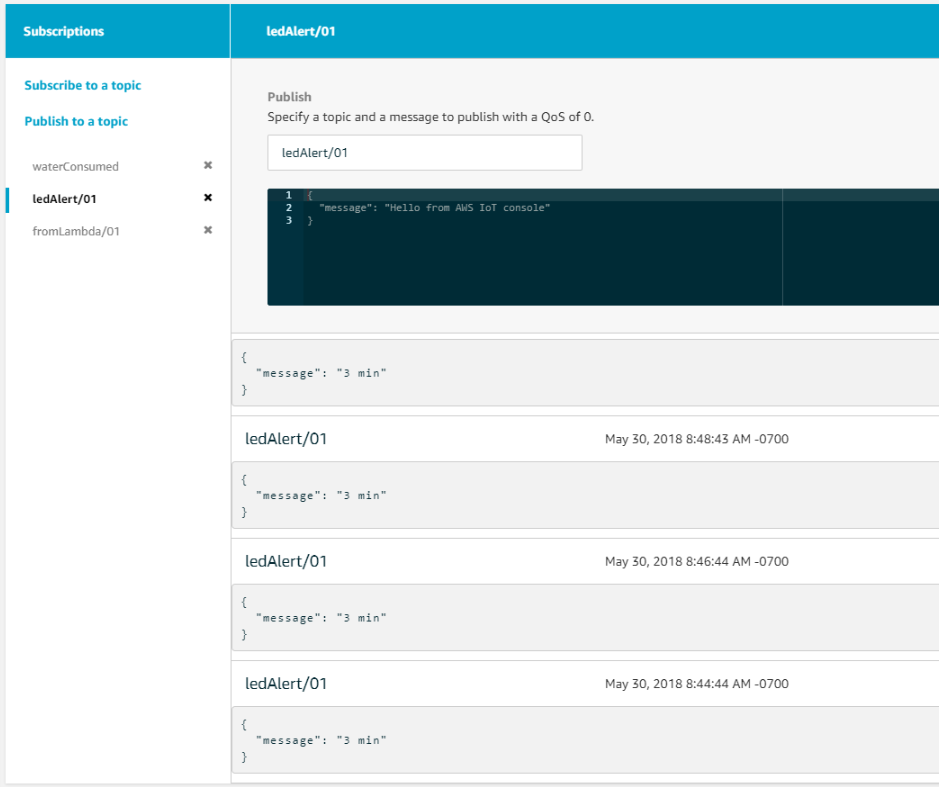 Subscriptions
ledAlert/01
Subscribe to a topic
Publish to a topic
waterConsumed ✖
ledAlert/01 ✖
fromLambda/01 ✖
Publish
Specify a topic and a message to publish with a QoS of 0.
ledAlert/01
1 {
2 "message": "Hello from AWS IoT console"
3 }
{
"message": "3 min"
}
ledAlert/01 May 30, 2018 8:48:43 AM -0700
{
"message": "3 min"
}
ledAlert/01 May 30, 2018 8:46:44 AM -0700
{
"message": "3 min"
}
ledAlert/01 May 30, 2018 8:44:44 AM -0700
{
"message": "3 min"
}